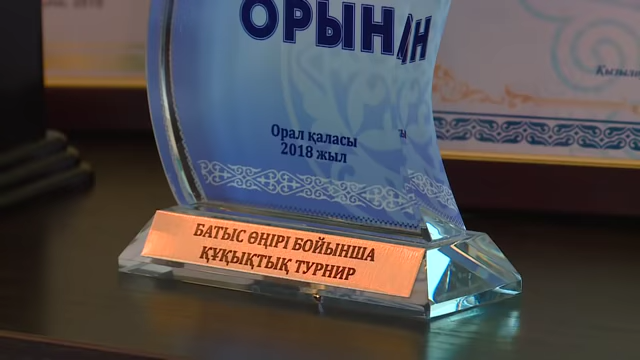 ОРЫН
Орал қаласы
2018 жыл
БАТЫС ӨҢІРІ БОЙЫНША
ҚҰҚЫҚТЫҚ ТУРНИР